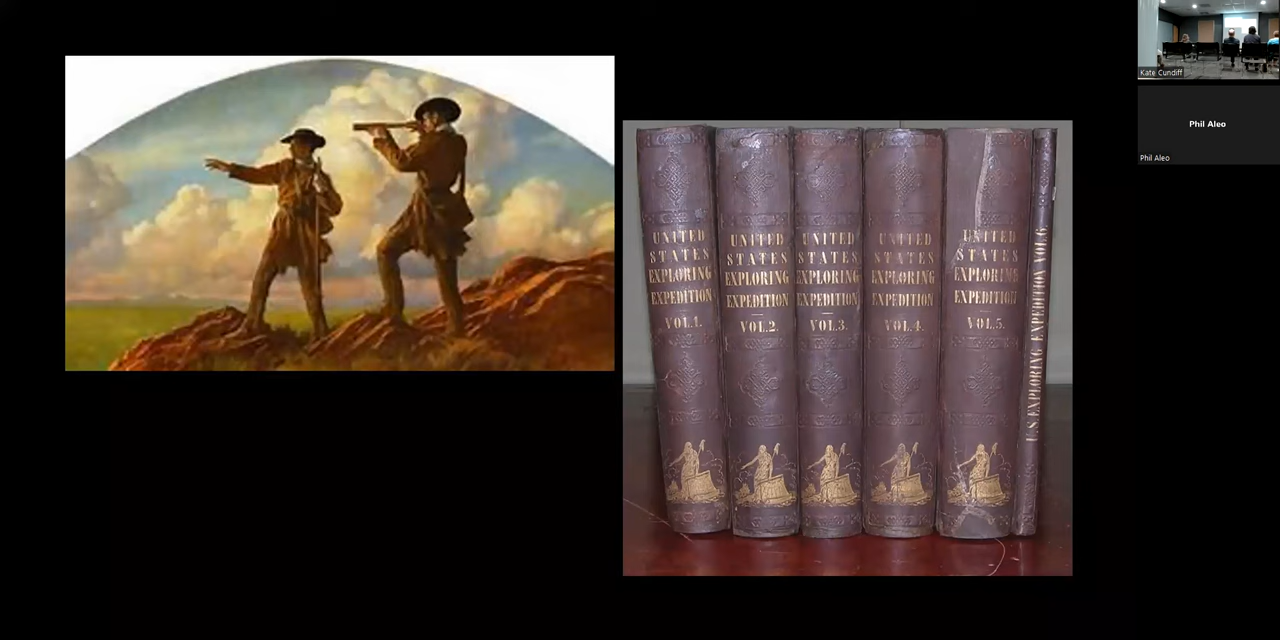 UNITED
STATES
EXPLORING
EXPEDITION
VOL.1.
UNITED
STATES
EXPLORING
EXPEDITION
VOL.2.
UNITED
STATES
EXPLORING
EXPEDITION
VOL.3.
UNITED
STATES
EXPLORING
EXPEDITION
VOL.4.
UNITED
STATES
EXPLORING
EXPEDITION
VOL.5.
U.S EXPLORING EXPEDITION VOL.6.
Kate Cundiff
Phil Aleo
Phil Aleo